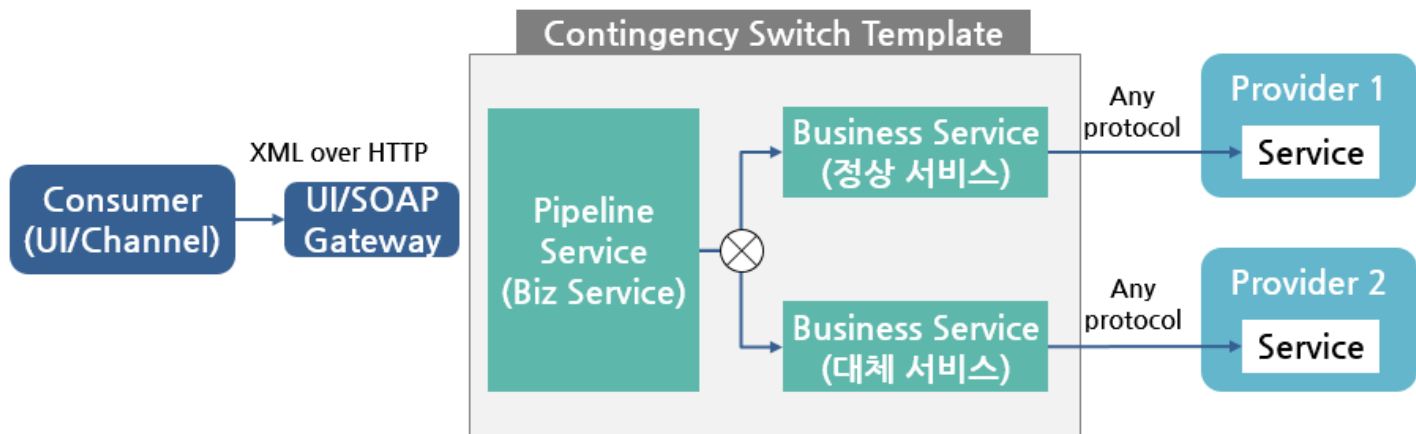 Contingency Switch Template
Consumer
(UI/Channel)
XML over HTTP
UI/SOAP
Gateway
Pipeline
Service
(Biz Service)
Business Service
(정상 서비스)
Any
protocol
Provider 1
Service
Business Service
(대체 서비스)
Any
protocol
Provider 2
Service